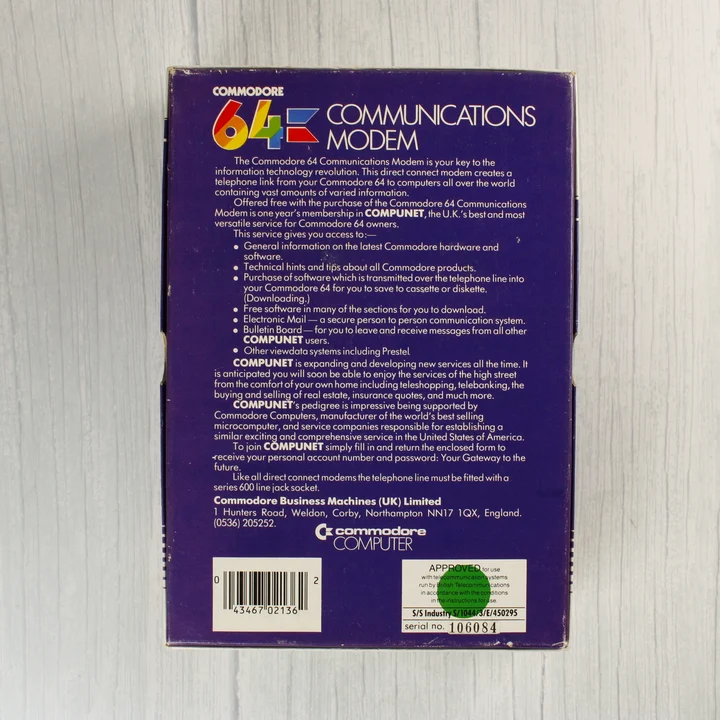 COMMODORE
64 COMMUNICATIONS
MODEM
The Commodore 64 Communications Modem is your key to the
information technology revolution. This direct connect modem creates a
telephone link from your Commodore 64 to computers all over the world
containing vast amounts of varied information.
Offered free with the purchase of the Commodore 64 Communications
Modem is one year's membership in COMPUNET, the U.K.'s best and most
versatile service for Commodore 64 owners.
This service gives you access to:—
● General information on the latest Commodore hardware and
software.
● Technical hints and tips about all Commodore products.
● Purchase of software which is transmitted over the telephone line into
your Commodore 64 for you to save to cassette or diskette.
(Downloading.)
● Free software in many of the sections for you to download.
● Electronic Mail — a secure person to person communication system.
● Bulletin Board — for you to leave and receive messages from all other
COMPUNET users.
● Other viewdata systems including Prestel.
COMPUNET is expanding and developing new services all the time. It
is anticipated you will soon be able to enjoy the services of the high street
from the comfort of your own home including teleshopping, telebanking, the
buying and selling of real estate, insurance quotes, and much more.
COMPUNET's pedigree is impressive being supported by
Commodore Computers, manufacturer of the world's best selling
microcomputer, and service companies responsible for establishing a
similar exciting and comprehensive service in the United States of America.
To join COMPUNET simply fill in and return the enclosed form to
receive your personal account number and password: Your Gateway to the
future.
Like all direct connect modems the telephone line must be fitted with a
series 600 line jack socket.
Commodore Business Machines (UK) Limited
1 Hunters Road, Weldon, Corby, Northampton NN17 1QX, England.
(0536) 205252.
commodore
COMPUTER
0 43467 02136 2
APPROVED for use
with telecommunication systems
run by British Telecommunications
in accordance with the conditions
in the instructions for use.
S/S Industry S/1044/3/E/450295
serial no. 106084